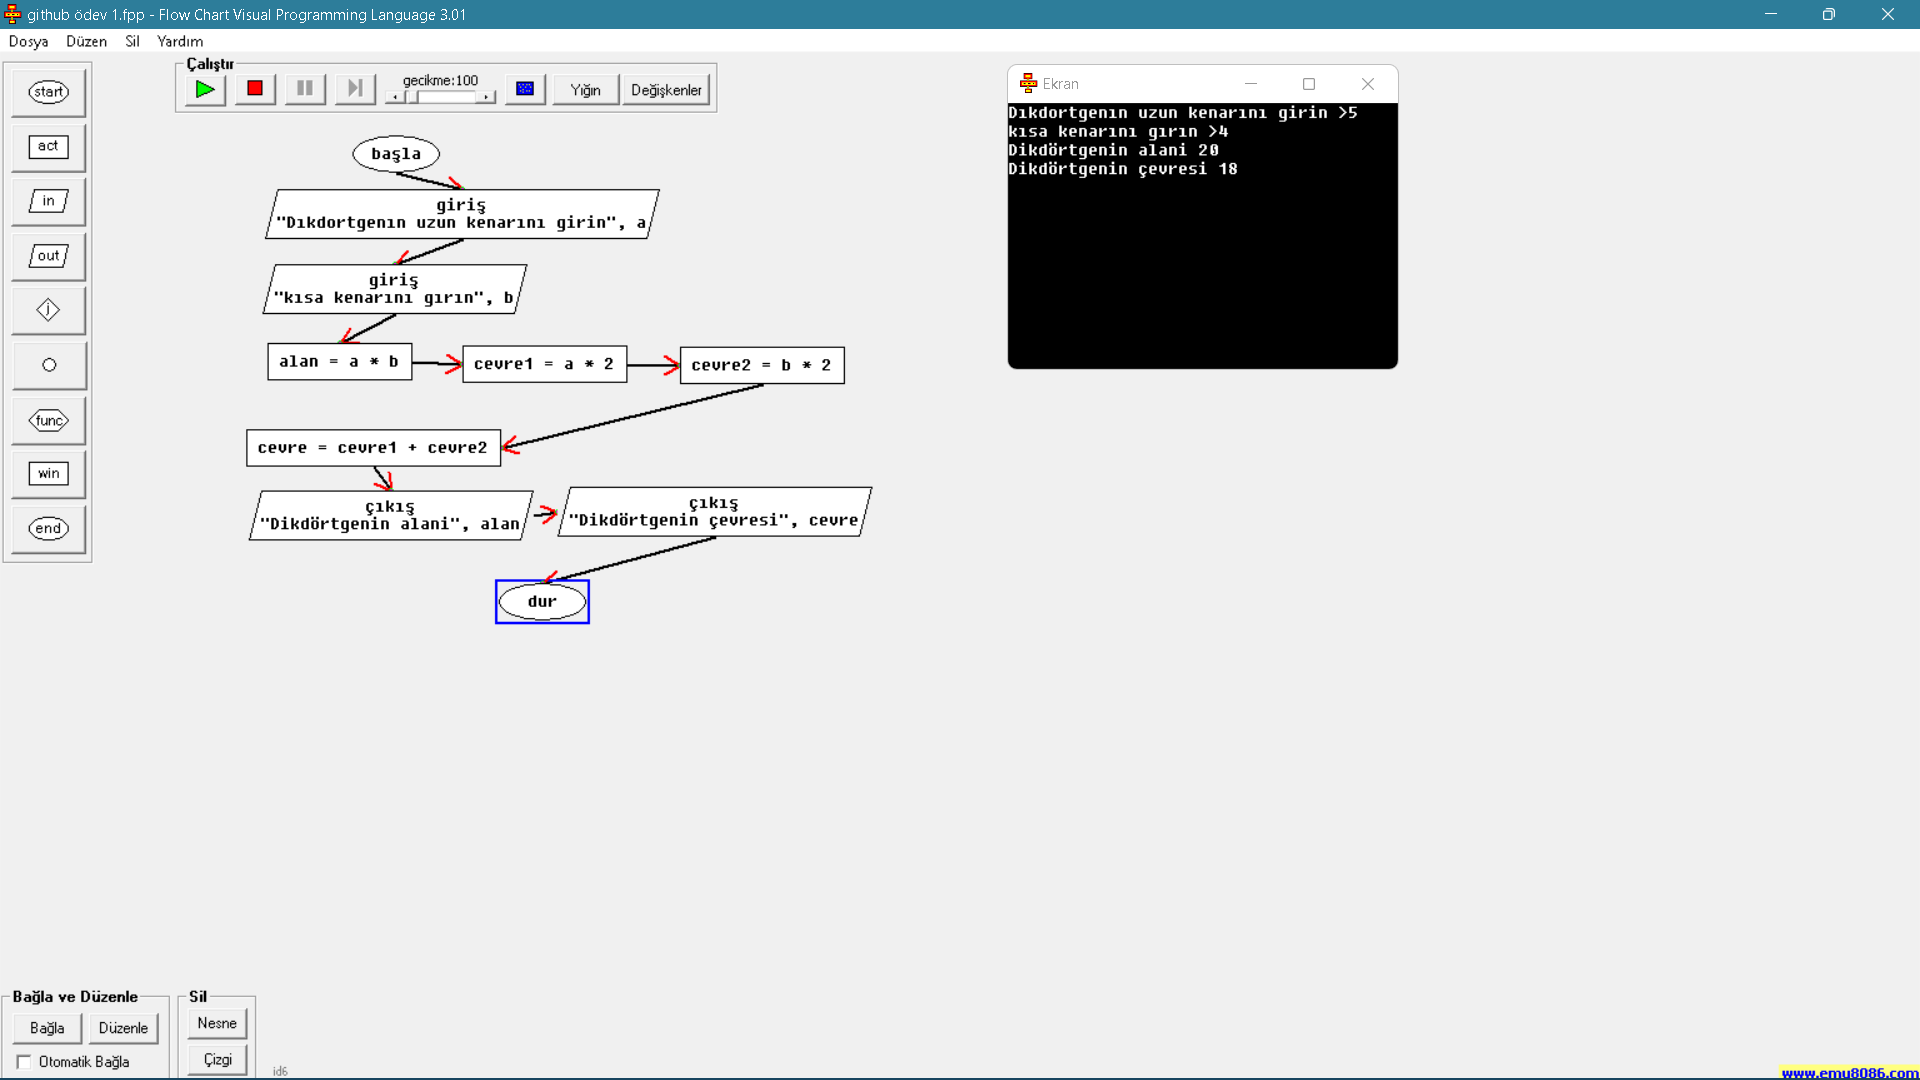 github ödev 1.fpp - Flow Chart Visual Programming Language 3.01
Dosya Düzen Sil Yardım
start
act
in
out
j
func
win
end
Çalıştır
gecikme:100
Yığın
Değişkenler
başla
giriş
"Dıkdortgenın uzun kenarını girin", a
giriş
"kısa kenarını gırın", b
alan = a * b
cevre1 = a * 2
cevre2 = b * 2
cevre = cevre1 + cevre2
çıkış
"Dikdörtgenin alani", alan
çıkış
"Dikdörtgenin çevresi", cevre
dur
Ekran
Dıkdortgenın uzun kenarını girin >5
kısa kenarını gırın >4
Dikdörtgenin alani 20
Dikdörtgenin çevresi 18
Bağla ve Düzenle
Bağla
Düzenle
Otomatik Bağla
Sil
Nesne
Çizgi
id6
www.emu8086.com